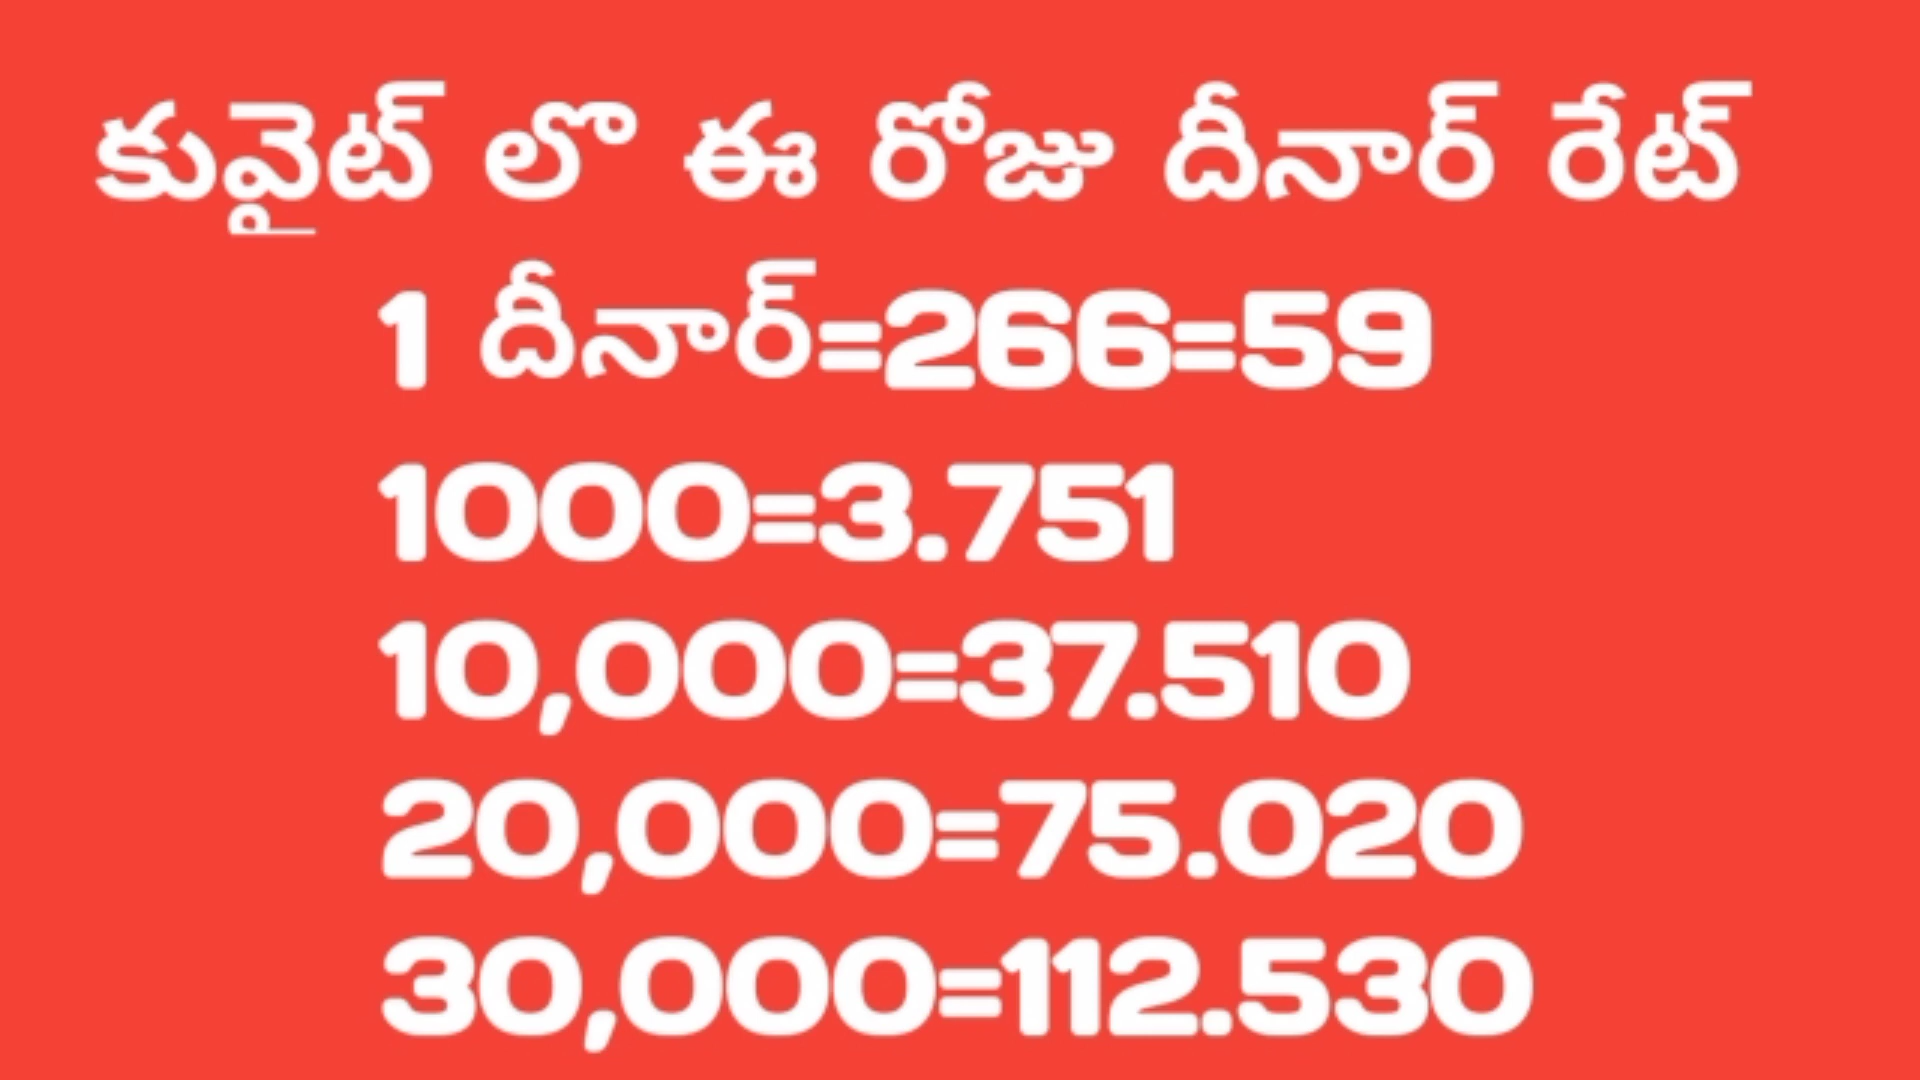 కువైట్ లొ ఈ రోజు దీనార్ రేట్
1 దీనార్=266=59
1000=3.751
10,000=37.510
20,000=75.020
30,000=112.530